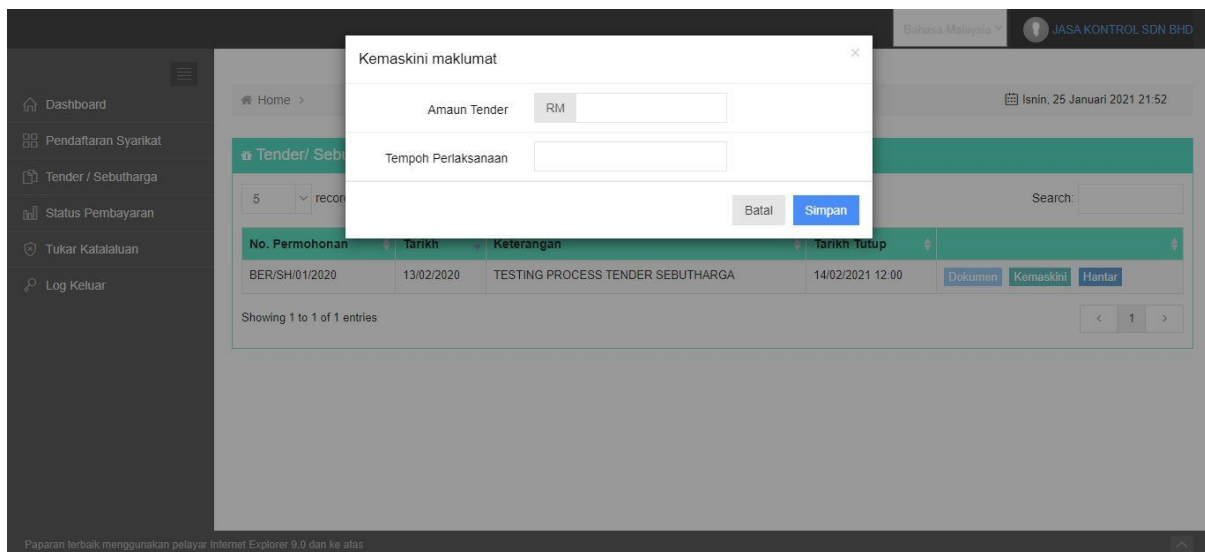 Bahasa Malaysia
JASA KONTROL SDN BHD
Kemaskini maklumat
×
Amaun Tender
RM
Tempoh Perlaksanaan
Batal
Simpan
Dashboard
Pendaftaran Syarikat
Tender / Sebutharga
Status Pembayaran
Tukar Katalaluan
Log Keluar
Home >
Isnin, 25 Januari 2021 21:52
Tender/ Sebu
5
recor
Search:
No. Permohonan Tarikh Keterangan Tarikh Tutup
BER/SH/01/2020 13/02/2020 TESTING PROCESS TENDER SEBUTHARGA 14/02/2021 12:00 Dokumen Kemaskini Hantar
Showing 1 to 1 of 1 entries
< 1 >
Paparan terbaik menggunakan pelayar Internet Explorer 9.0 dan ke atas